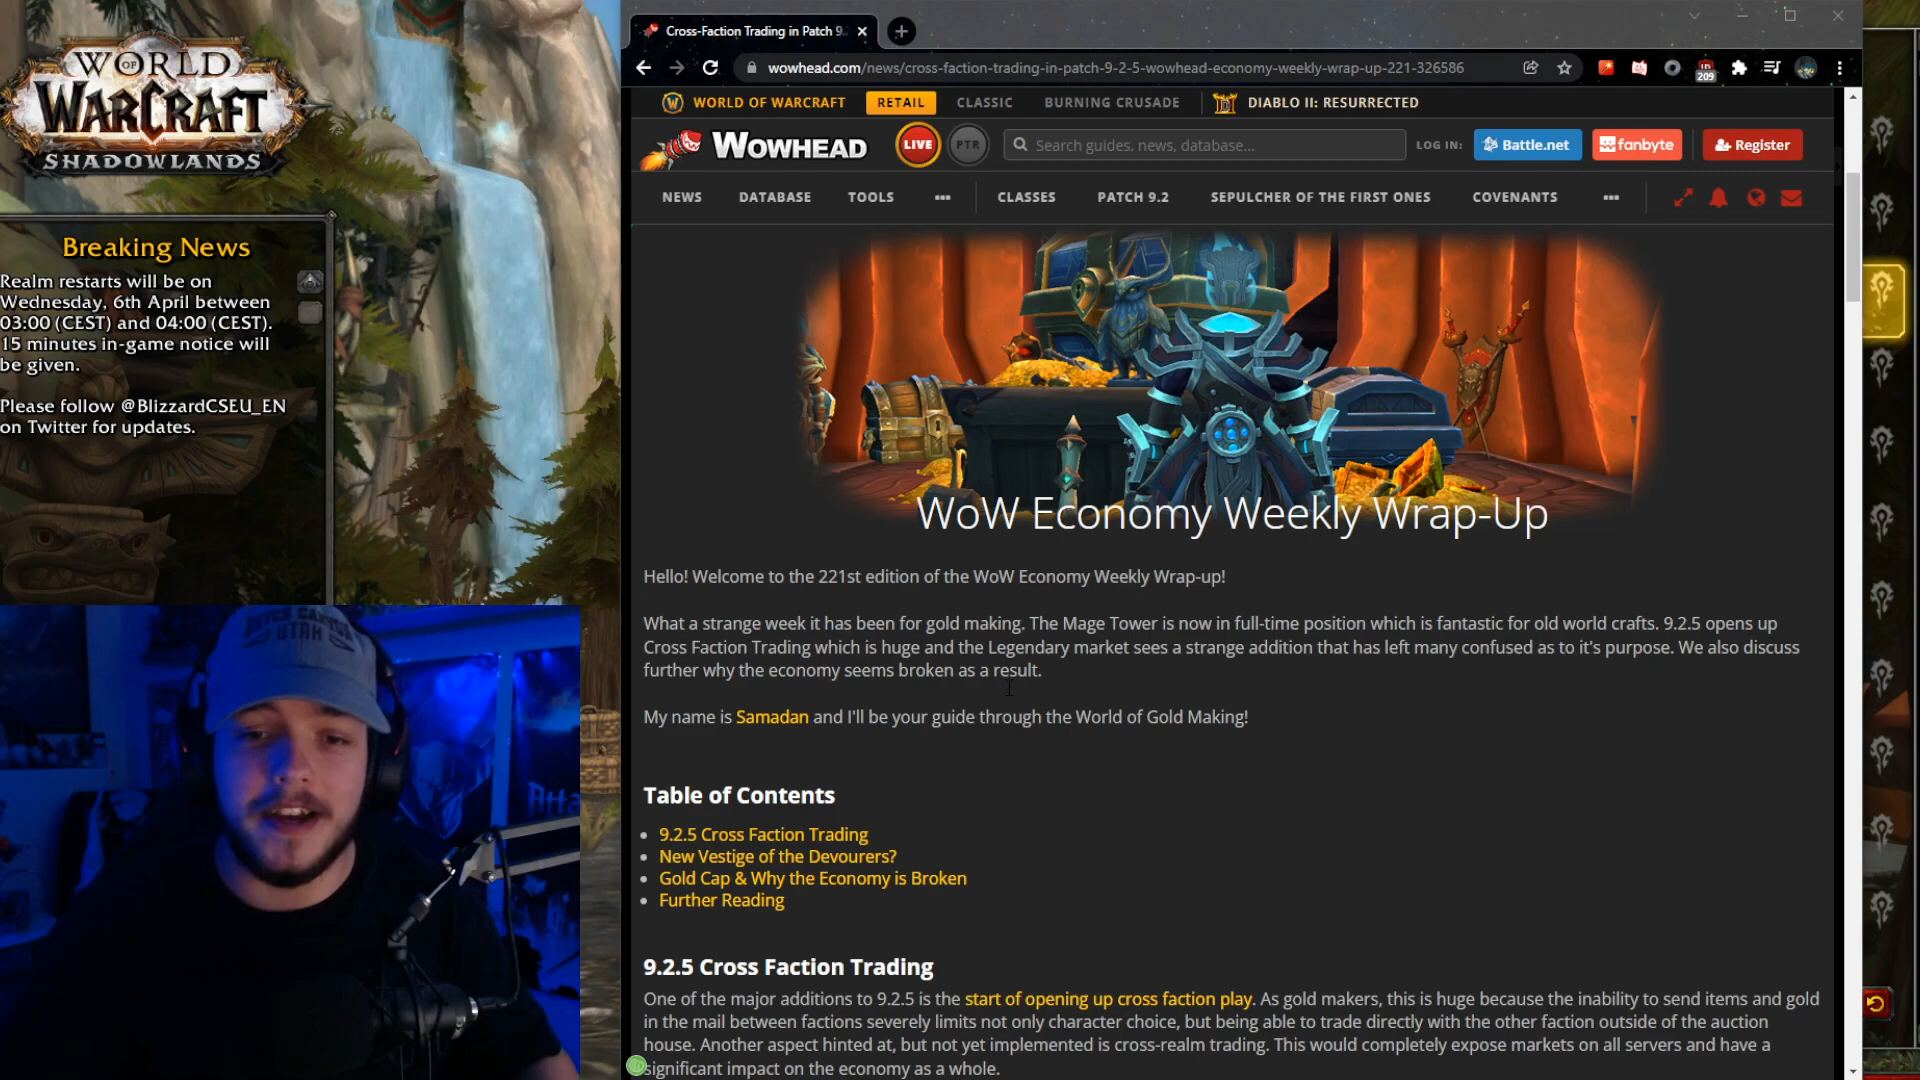 WORLD OF WARCRAFT
SHADOWLANDS
Breaking News
Realm restarts will be on
Wednesday, 6th April between
03:00 (CEST) and 04:00 (CEST).
15 minutes in-game notice will
be given.
Please follow @BlizzardCSEU_EN
on Twitter for updates.
UTAH
Cross-Faction Trading in Patch 9.
wowhead.com/news/cross-faction-trading-in-patch-9-2-5-wowhead-economy-weekly-wrap-up-221-326586
209
WORLD OF WARCRAFT RETAIL CLASSIC BURNING CRUSADE DIABLO II: RESURRECTED
WOWHEAD LIVE PTR Search guides, news, database... LOG IN: Battle.net fanbyte Register
NEWS DATABASE TOOLS ••• CLASSES PATCH 9.2 SEPULCHER OF THE FIRST ONES COVENANTS •••
WoW Economy Weekly Wrap-Up
Hello! Welcome to the 221st edition of the WoW Economy Weekly Wrap-up!
What a strange week it has been for gold making. The Mage Tower is now in full-time position which is fantastic for old world crafts. 9.2.5 opens up
Cross Faction Trading which is huge and the Legendary market sees a strange addition that has left many confused as to it's purpose. We also discuss
further why the economy seems broken as a result.
My name is Samadan and I'll be your guide through the World of Gold Making!
Table of Contents
• 9.2.5 Cross Faction Trading
• New Vestige of the Devourers?
• Gold Cap & Why the Economy is Broken
• Further Reading
9.2.5 Cross Faction Trading
One of the major additions to 9.2.5 is the start of opening up cross faction play. As gold makers, this is huge because the inability to send items and gold
in the mail between factions severely limits not only character choice, but being able to trade directly with the other faction outside of the auction
house. Another aspect hinted at, but not yet implemented is cross-realm trading. This would completely expose markets on all servers and have a
significant impact on the economy as a whole.